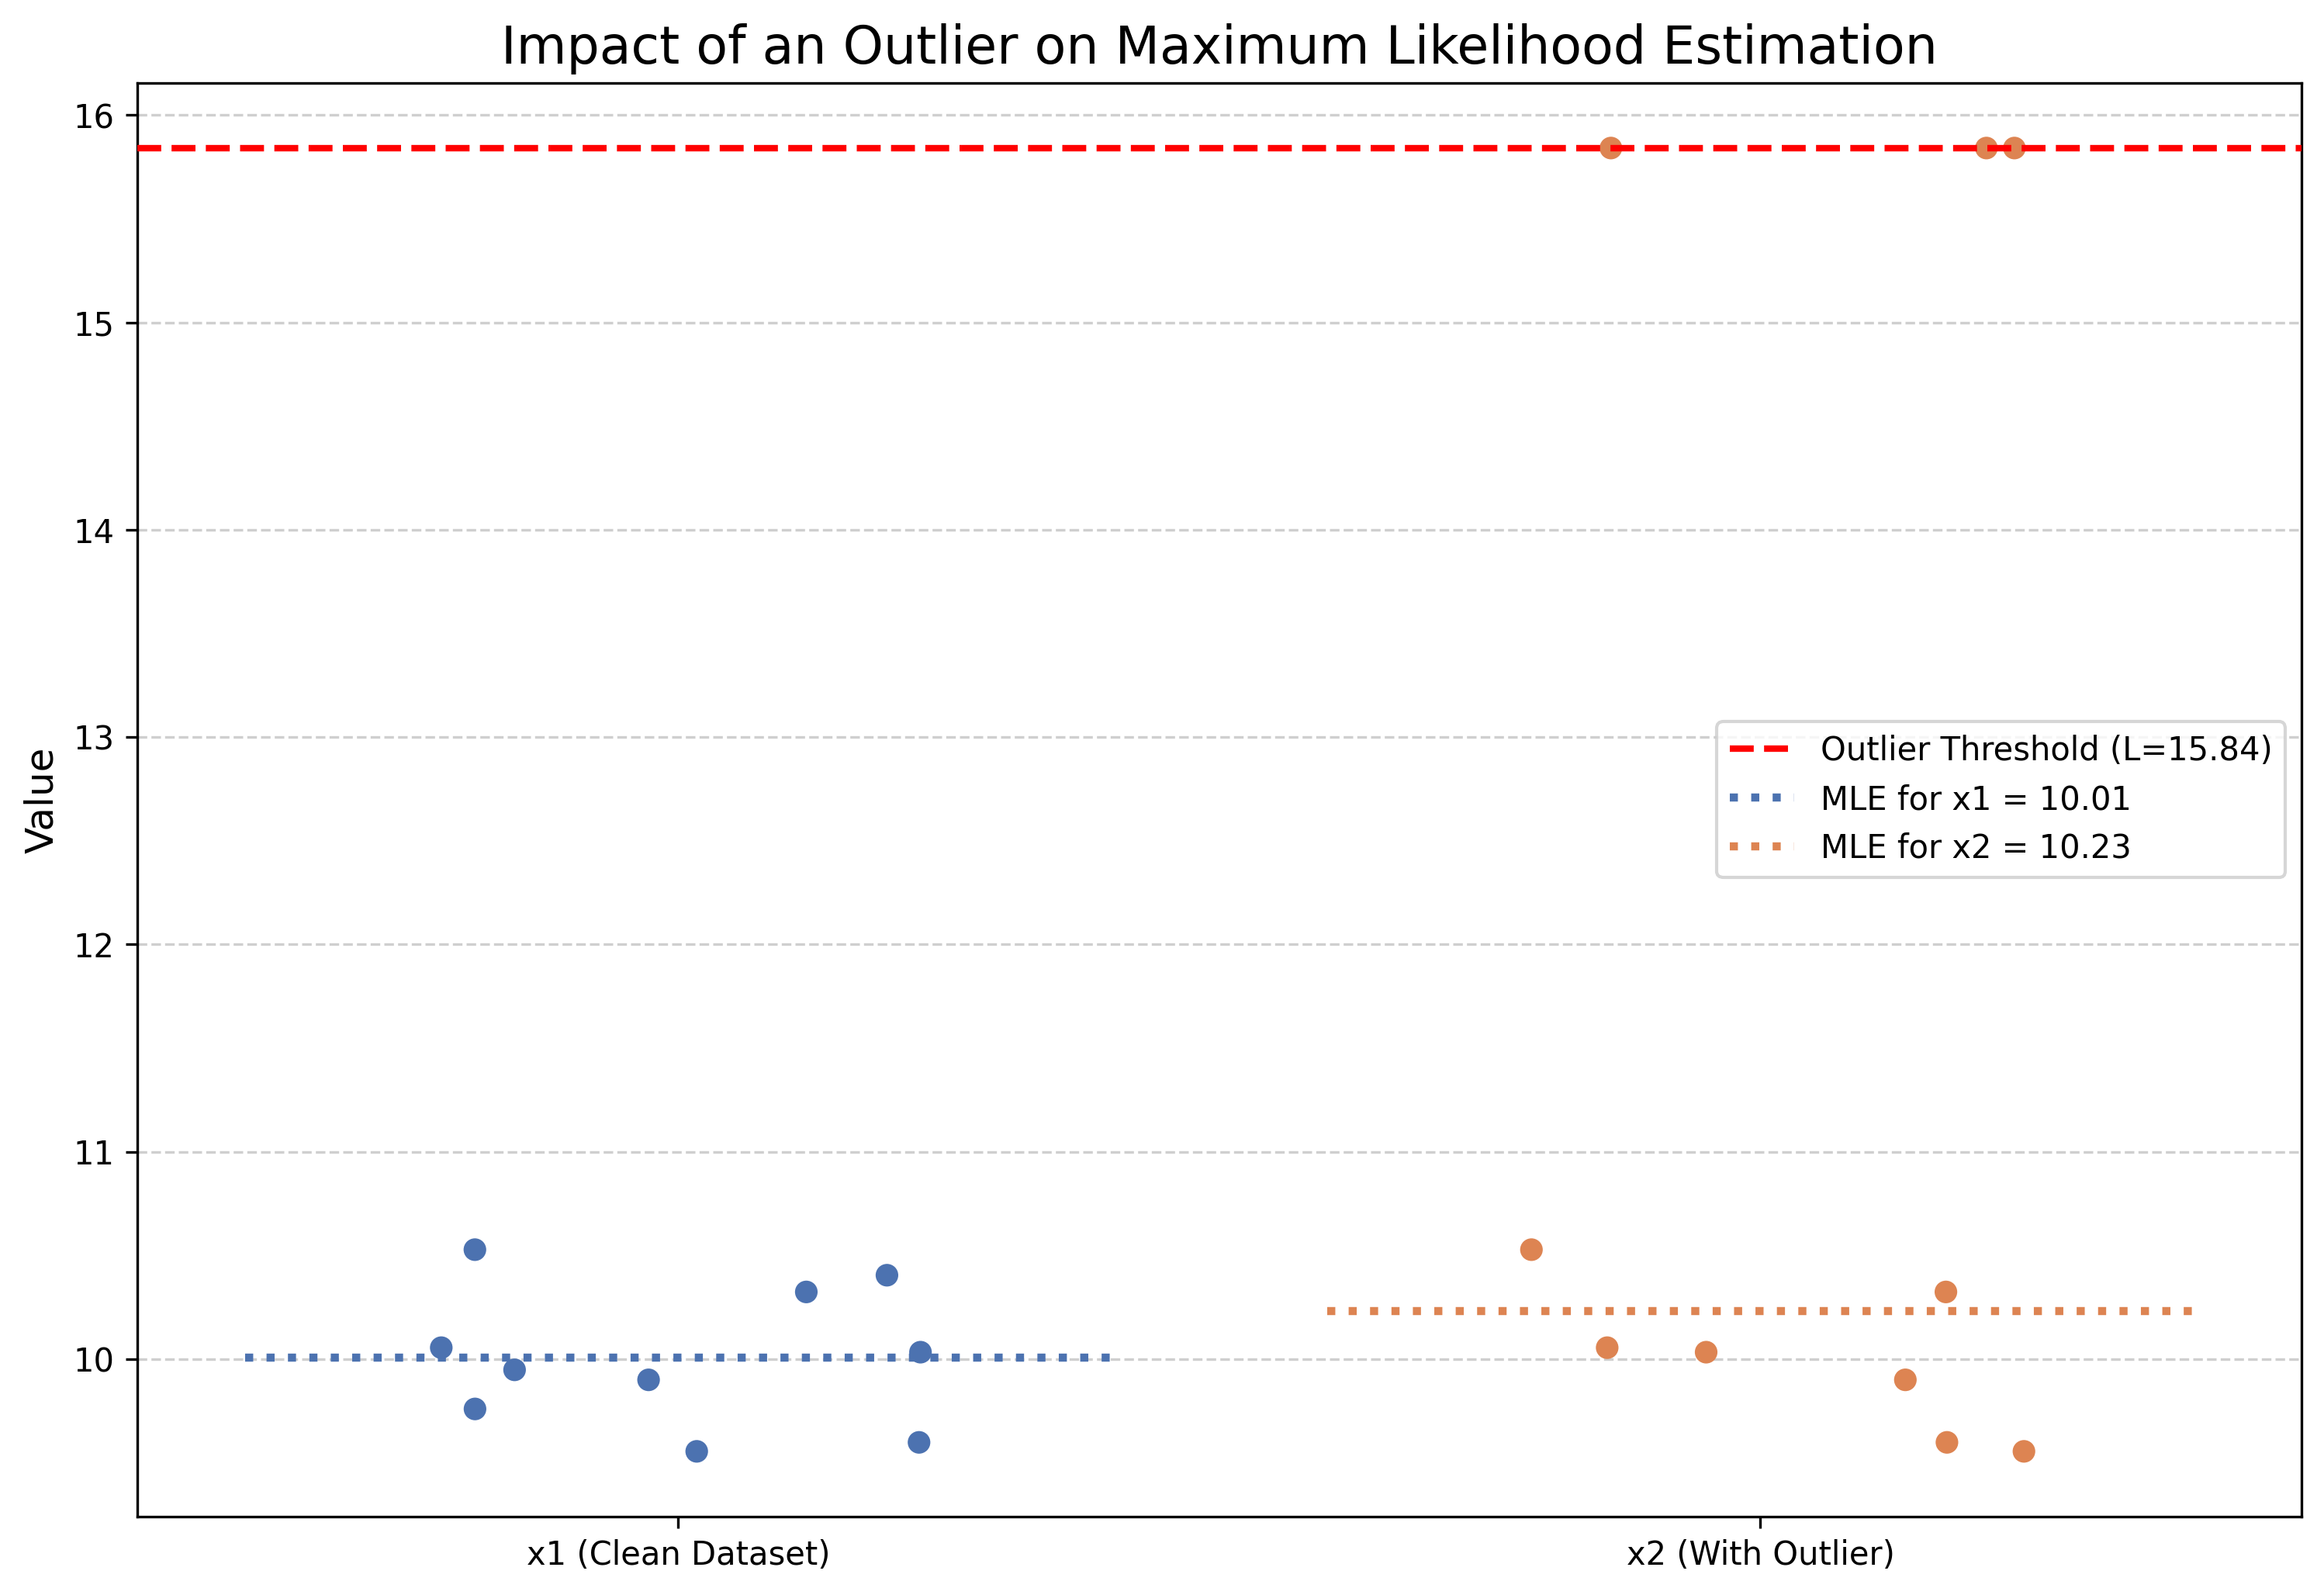 Impact of an Outlier on Maximum Likelihood Estimation
16
15
14
13
12
11
10
Value
Outlier Threshold (L=15.84)
MLE for x1 = 10.01
MLE for x2 = 10.23
x1 (Clean Dataset)
x2 (With Outlier)